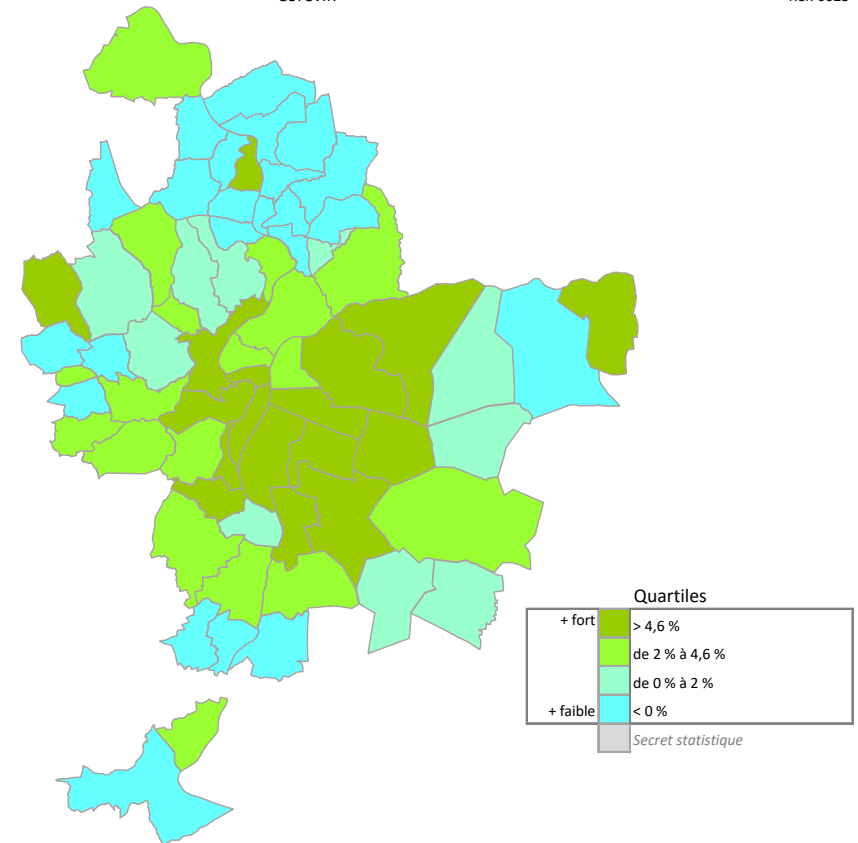 Quartiles
+ fort > 4,6 %
de 2 % à 4,6 %
de 0 % à 2 %
+ faible < 0 %
Secret statistique